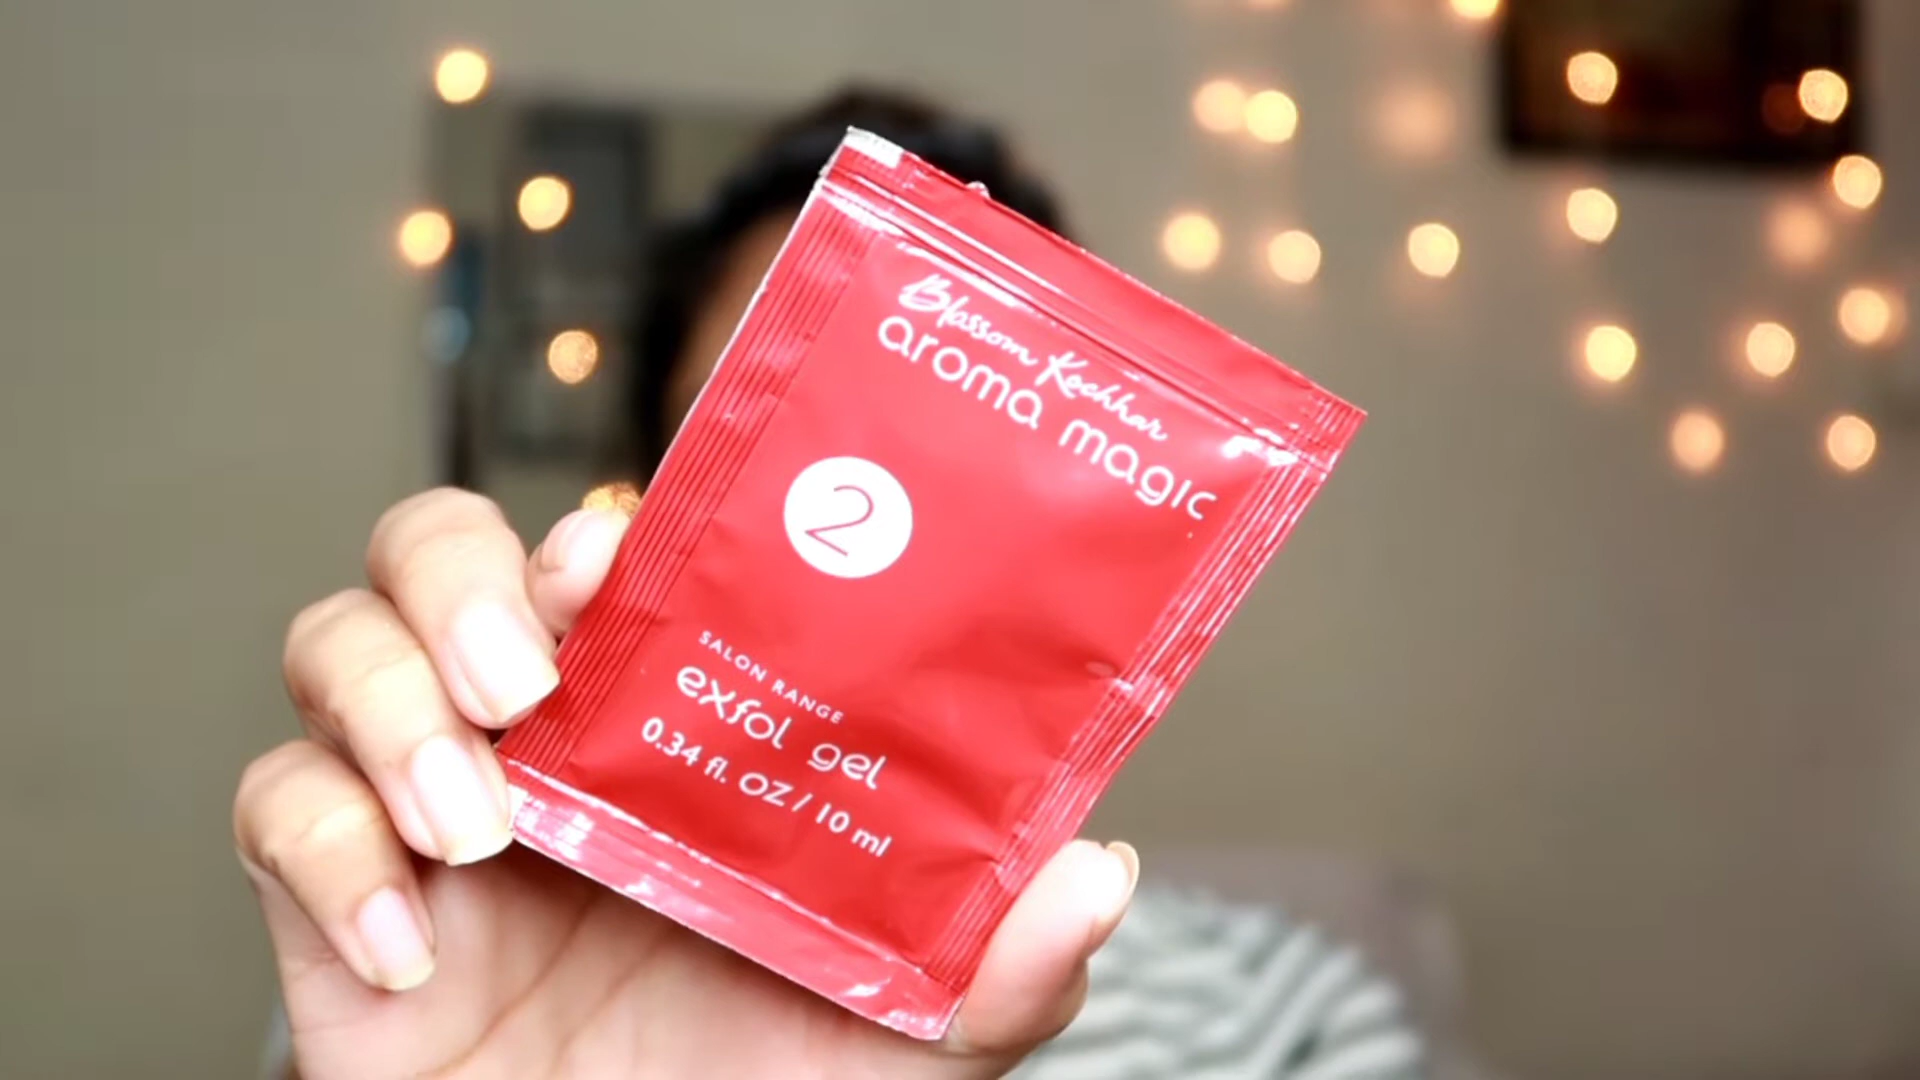 Blossom Kochhar
aroma magic
2
SALON RANGE
exfol gel
0.34 fl. OZ / 10 ml